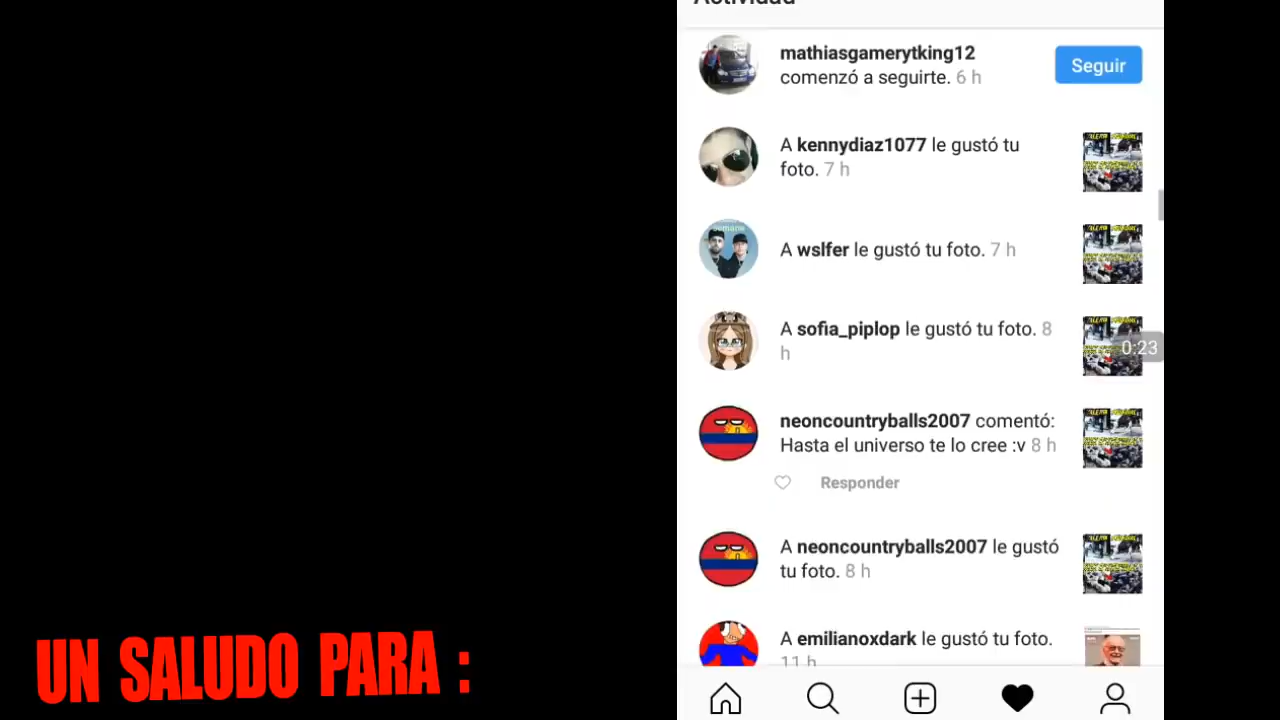 Actividad
mathiasgamerytking12
comenzó a seguirte. 6 h
Seguir
A kennydiaz1077 le gustó tu
foto. 7 h
A wslfer le gustó tu foto. 7 h
A sofia_piplop le gustó tu foto. 8
h
0:23
neoncountryballs2007 comentó:
Hasta el universo te lo cree :v 8 h
Responder
A neoncountryballs2007 le gustó
tu foto. 8 h
A emilianoxdark le gustó tu foto.
11 h
UN SALUDO PARA :